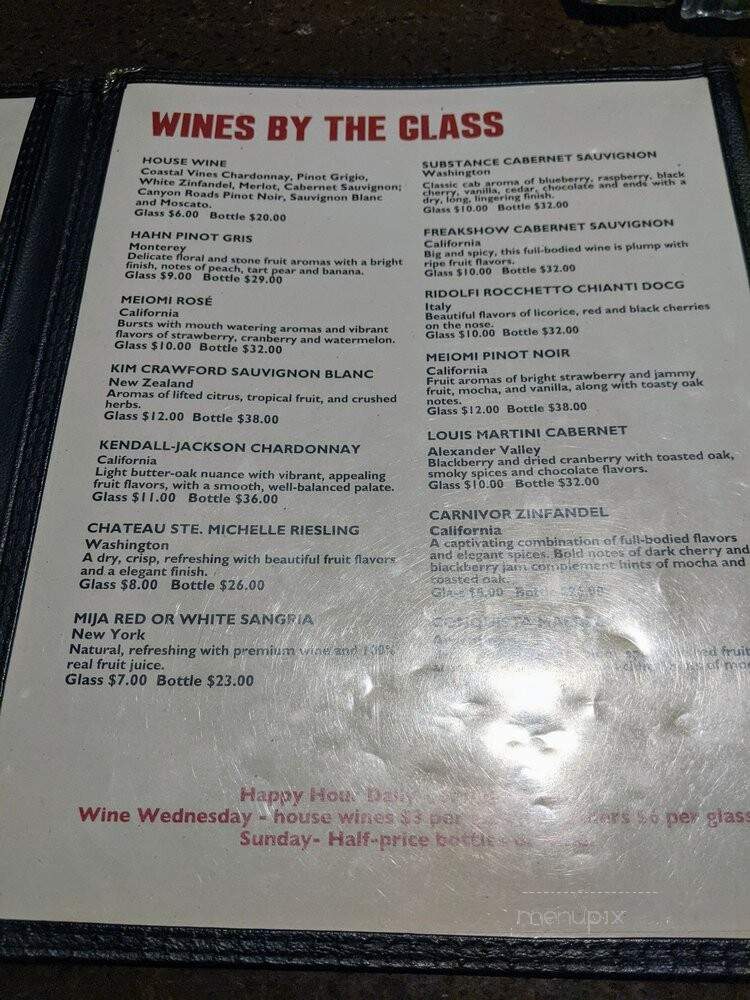 WINES BY THE GLASS
HOUSE WINE
Coastal Vines Chardonnay, Pinot Grigio,
White Zinfandel, Merlot, Cabernet Sauvignon;
Canyon Roads Pinot Noir, Sauvignon Blanc
and Moscato.
Glass $6.00 Bottle $20.00
HAHN PINOT GRIS
Monterey
Delicate floral and stone fruit aromas with a bright
finish, notes of peach, tart pear and banana.
Glass $9.00 Bottle $29.00
MEIOMI ROSÉ
California
Bursts with mouth watering aromas and vibrant
flavors of strawberry, cranberry and watermelon.
Glass $10.00 Bottle $32.00
KIM CRAWFORD SAUVIGNON BLANC
New Zealand
Aromas of lifted citrus, tropical fruit, and crushed
herbs.
Glass $12.00 Bottle $38.00
KENDALL-JACKSON CHARDONNAY
California
Light butter-oak nuance with vibrant, appealing
fruit flavors, with a smooth, well-balanced palate.
Glass $11.00 Bottle $36.00
CHATEAU STE. MICHELLE RIESLING
Washington
A dry, crisp, refreshing with beautiful fruit flavors
and a elegant finish.
Glass $8.00 Bottle $26.00
MIJA RED OR WHITE SANGRIA
New York
Natural, refreshing with premium wine and 100%
real fruit juice.
Glass $7.00 Bottle $23.00
SUBSTANCE CABERNET SAUVIGNON
Washington
Classic cab aroma of blueberry, raspberry, black
cherry, vanilla, cedar, chocolate and ends with a
dry, long, lingering finish.
Glass $10.00 Bottle $32.00
FREAKSHOW CABERNET SAUVIGNON
California
Big and spicy, this full-bodied wine is plump with
ripe fruit flavors.
Glass $10.00 Bottle $32.00
RIDOLFI ROCCHETTO CHIANTI DOCG
Italy
Beautiful flavors of licorice, red and black cherries
on the nose.
Glass $10.00 Bottle $32.00
MEIOMI PINOT NOIR
California
Fruit aromas of bright strawberry and jammy
fruit, mocha, and vanilla, along with toasty oak
notes.
Glass $12.00 Bottle $38.00
LOUIS MARTINI CABERNET
Alexander Valley
Blackberry and dried cranberry with toasted oak,
smoky spices and chocolate flavors.
Glass $10.00 Bottle $32.00
CARNIVOR ZINFANDEL
California
A captivating combination of full-bodied flavors
and elegant spices. Bold notes of dark cherry and
blackberry jam complement hints of mocha and
toasted oak.
Glass Bottle
CONQUISTA
fruit
of
Happy Hour Daily
Wine Wednesday - house wines $3 per $6 per glass
Sunday- Half-price bottles
menupix